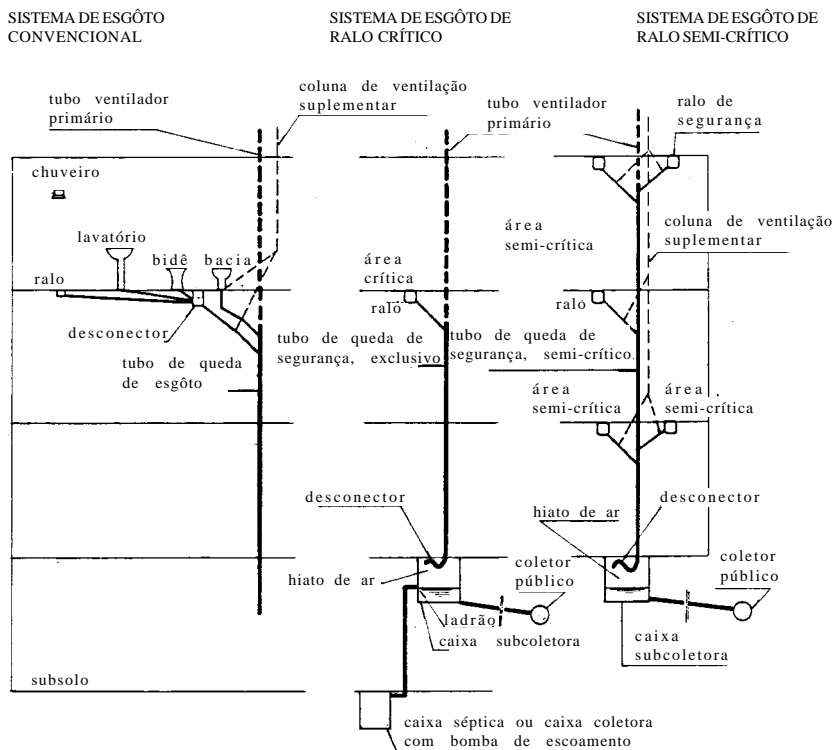 SISTEMA DE ESGÔTO
CONVENCIONAL
SISTEMA DE ESGÔTO DE
RALO CRÍTICO
SISTEMA DE ESGÔTO DE
RALO SEMI-CRÍTICO
tubo ventilador
primário
coluna de ventilação
suplementar
tubo ventilador
primário
ralo de
segurança
chuveiro
lavatório
bidê
bacia
ralo
desconector
tubo de queda
de esgôto
área
crítica
ralo
tubo de queda de
segurança, exclusivo
área
semi-crítica
coluna de ventilação
suplementar
ralo
tubo de queda de
segurança, semi-crítico
área
semi-crítica
área
semi-crítica
desconector
hiato de ar
desconector
hiato de ar
coletor
público
coletor
público
ladrão
caixa subcoletora
caixa
subcoletora
subsolo
caixa séptica ou caixa coletora
com bomba de escoamento